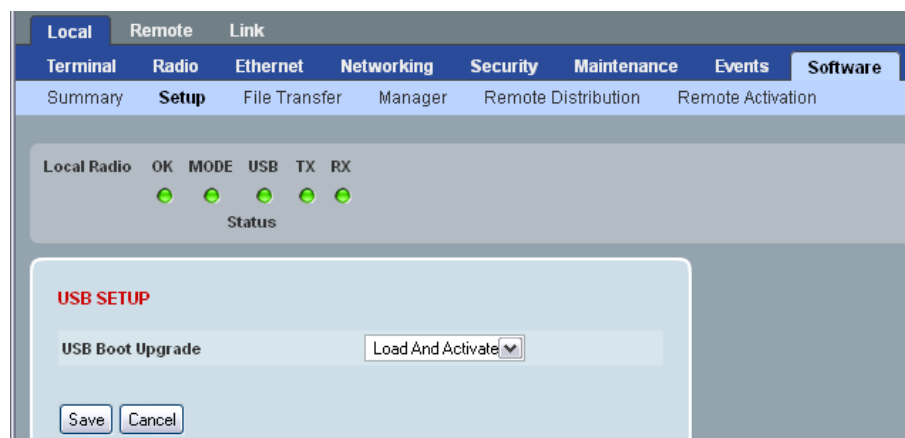 Local Remote Link
Terminal Radio Ethernet Networking Security Maintenance Events Software
Summary Setup File Transfer Manager Remote Distribution Remote Activation
Local Radio OK MODE USB TX RX
Status
USB SETUP
USB Boot Upgrade Load And Activate
Save Cancel